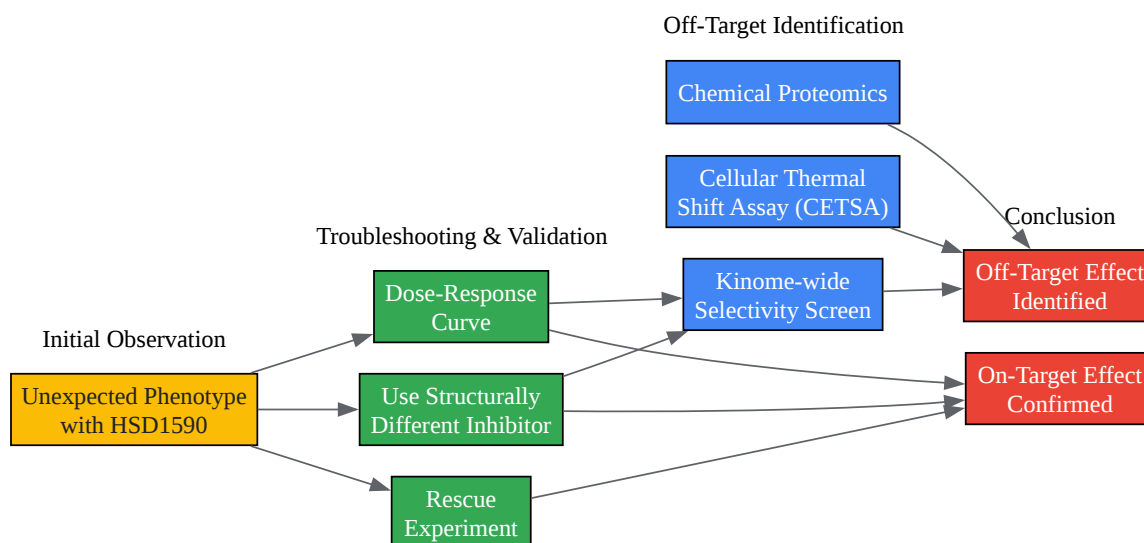 Off-Target Identification
Chemical Proteomics
Cellular Thermal
Shift Assay (CETSA)
Conclusion
Troubleshooting & Validation
Dose-Response
Curve
Kinome-wide
Selectivity Screen
Off-Target Effect
Identified
Initial Observation
Unexpected Phenotype
with HSD1590
Use Structurally
Different Inhibitor
On-Target Effect
Confirmed
Rescue
Experiment